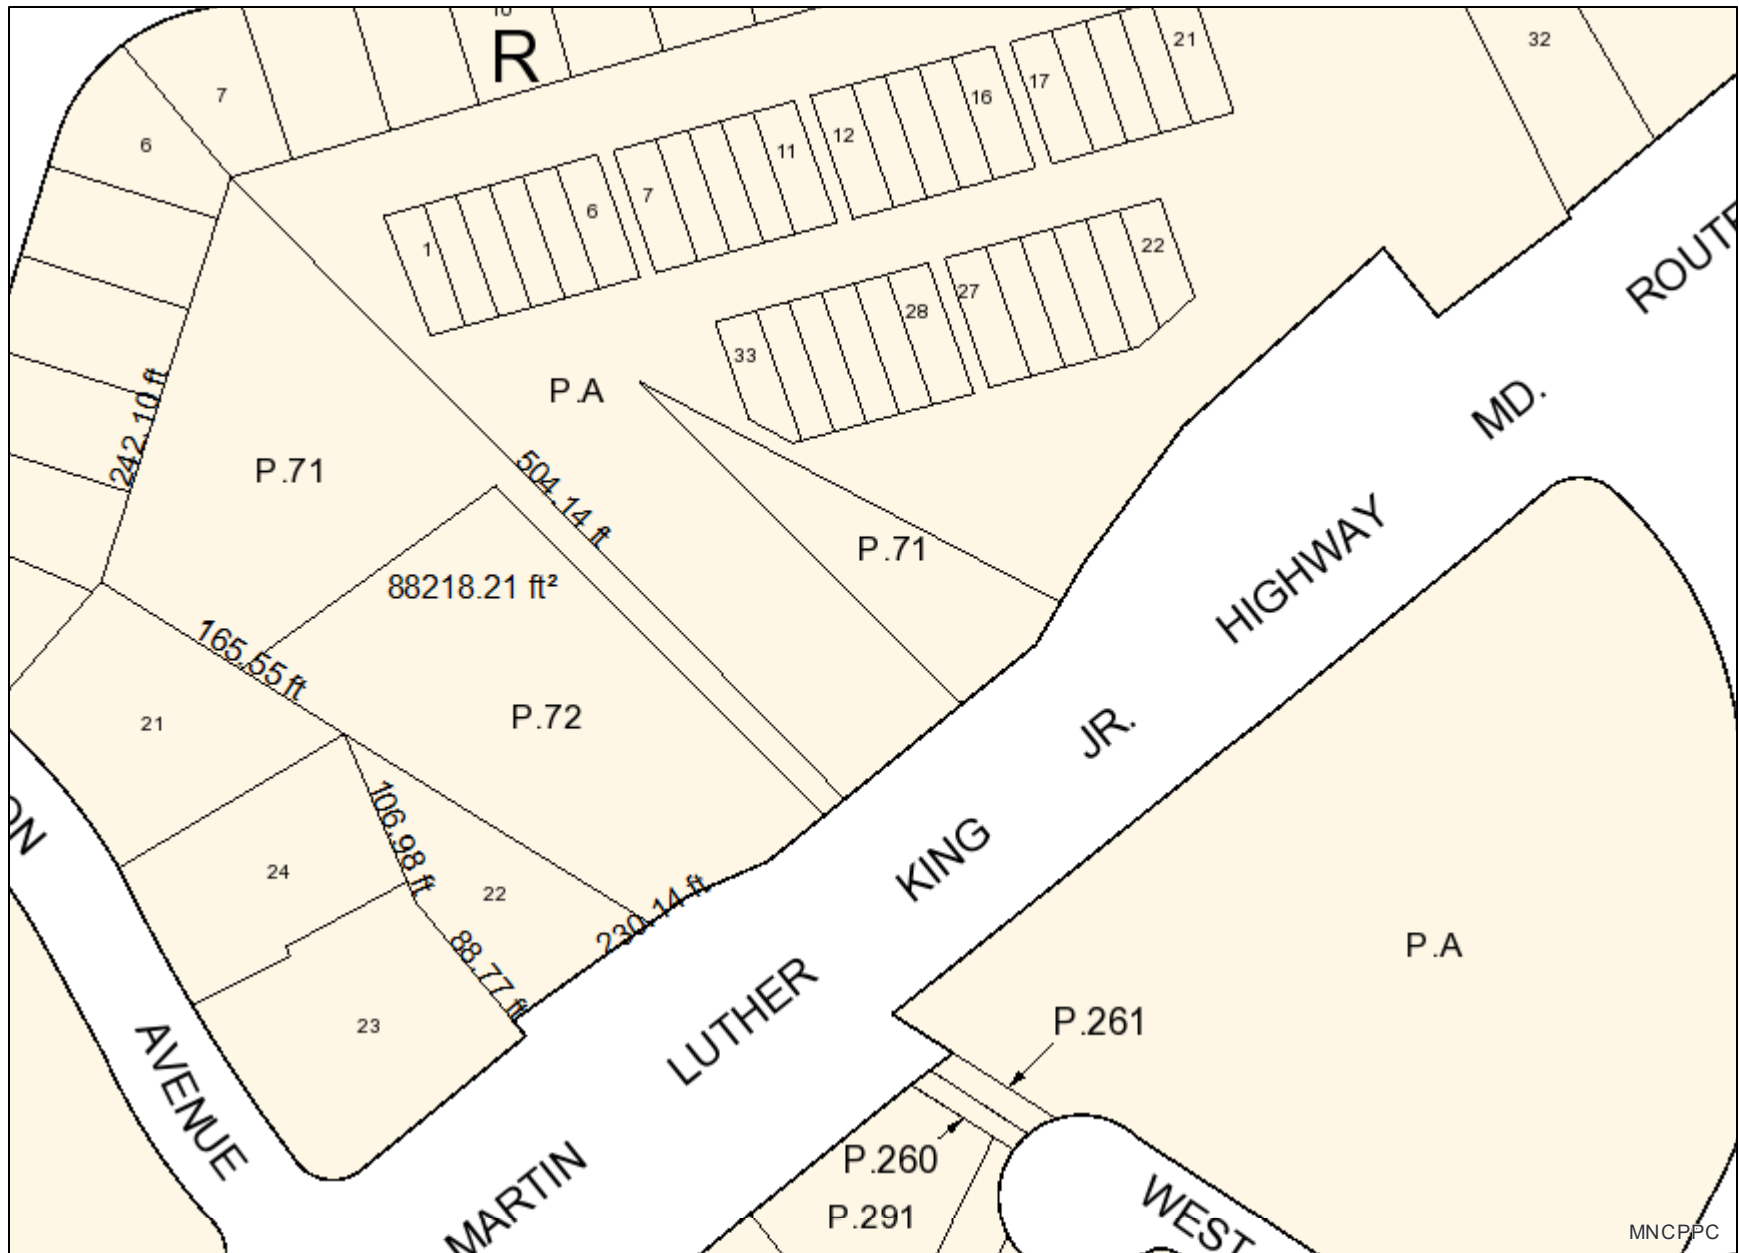 R
7
6
21
17
16
12
11
7
6
1
32
22
27
28
33
P.A
P.71
242.10 ft
504.14 ft
P.71
88218.21 ft²
165.55 ft
P.72
21
24
106.98 ft
22
88.77 ft
230.14 ft
23
AVENUE
MARTIN
LUTHER
KING
JR.
HIGHWAY
MD.
P.A
P.261
P.260
P.291
WEST
MNCPPC